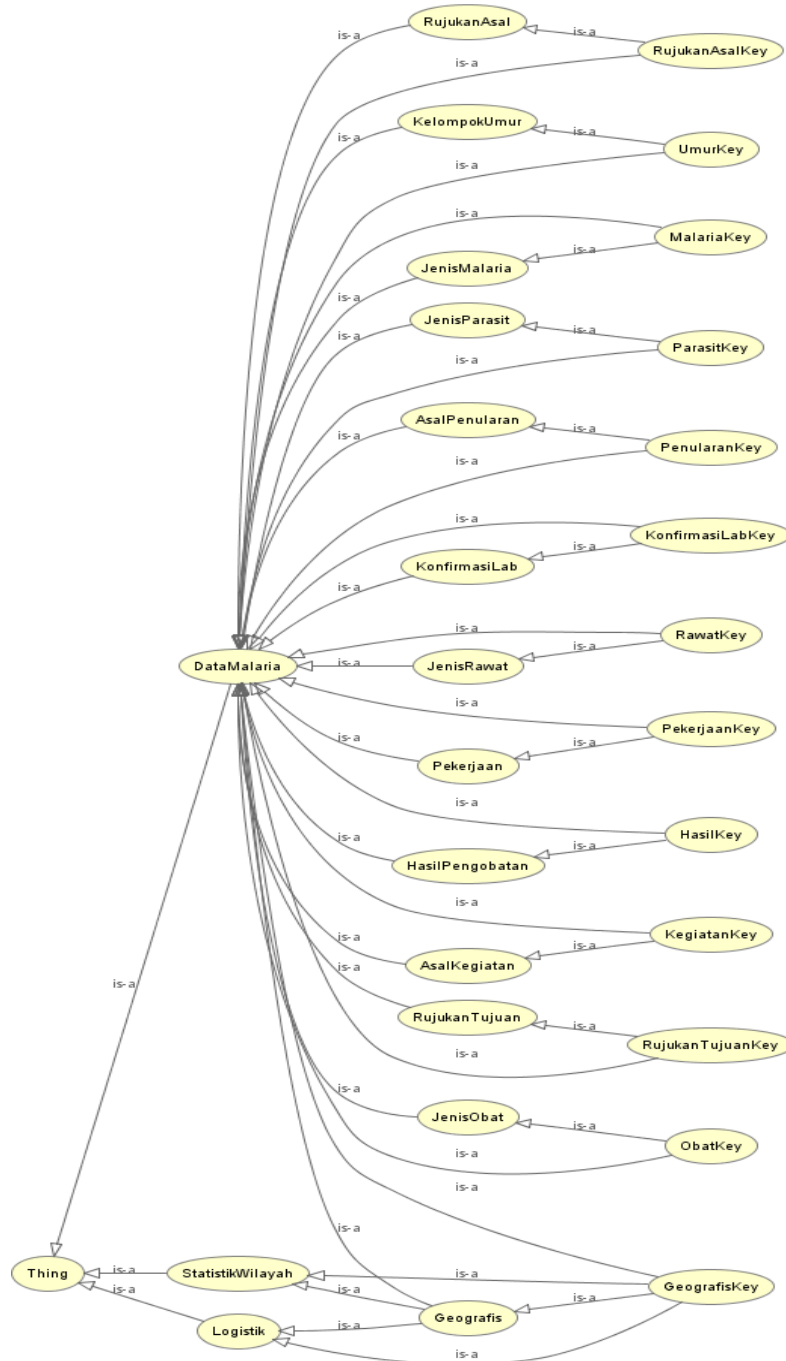 RujukanAsal
is-a
is-a
RujukanAsalKey
is-a
KelompokUmur
is-a
is-a
UmurKey
is-a
is-a
MalariaKey
is-a
JenisMalaria
is-a
JenisParasit
is-a
is-a
ParasitKey
is-a
AsalPenularan
is-a
is-a
PenularanKey
is-a
is-a
KonfirmasiLabKey
is-a
KonfirmasiLab
is-a
is-a
RawatKey
is-a
DataMalaria
is-a
JenisRawat
is-a
PekerjaanKey
is-a
is-a
Pekerjaan
is-a
HasilKey
is-a
is-a
HasilPengobatan
is-a
KegiatanKey
is-a
is-a
AsalKegiatan
is-a
is-a
RujukanTujuan
is-a
RujukanTujuanKey
is-a
JenisObat
is-a
ObatKey
is-a
is-a
is-a
Thing
is-a
StatistikWilayah
is-a
GeografisKey
is-a
is-a
is-a
Geografis
is-a
Logistik
is-a
is-a